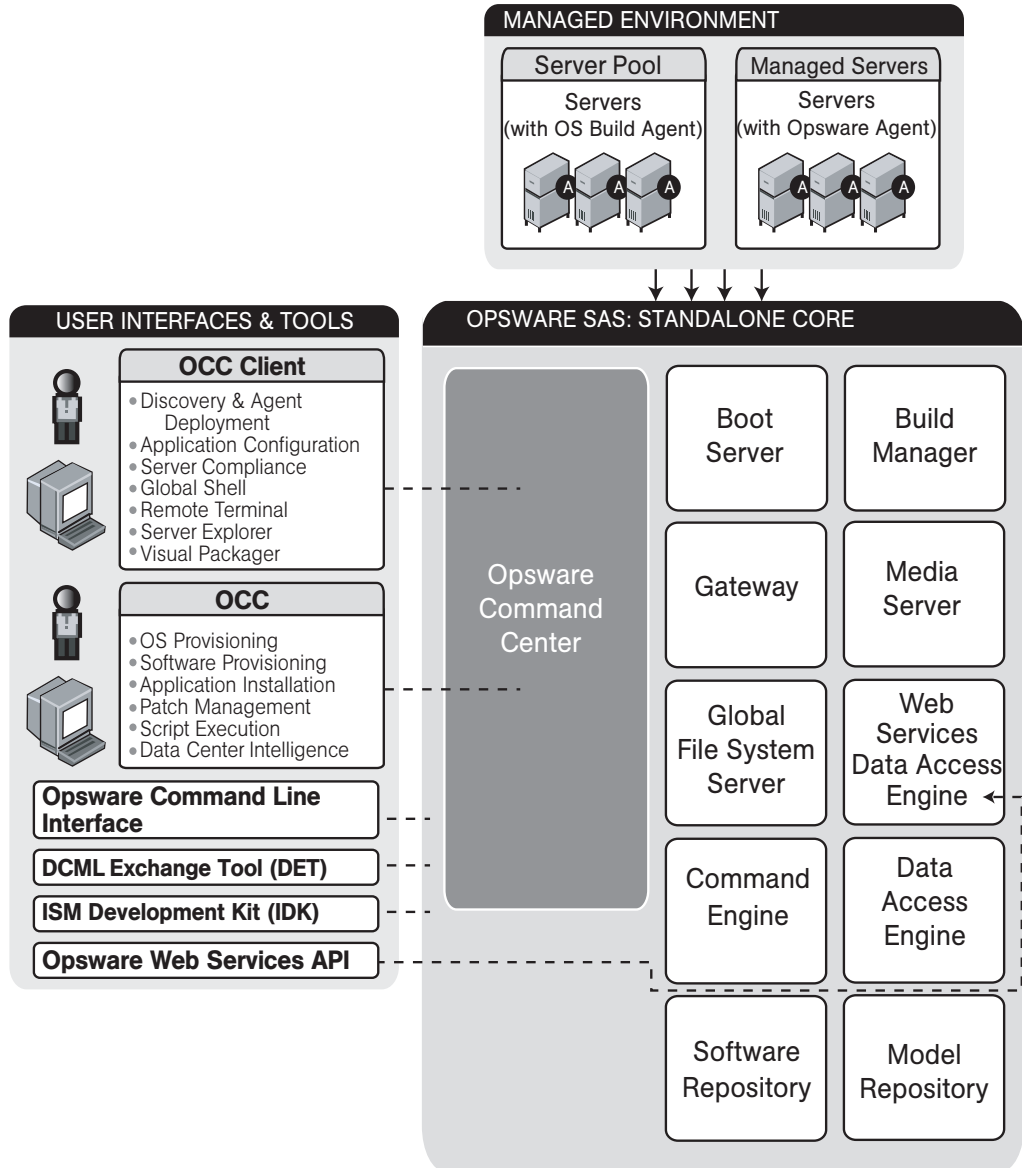 MANAGED ENVIRONMENT
Server Pool
Servers
(with OS Build Agent)
A
A
A
Managed Servers
Servers
(with Opsware Agent)
A
A
A
USER INTERFACES & TOOLS
OCC Client
Discovery & Agent
Deployment
Application Configuration
Server Compliance
Global Shell
Remote Terminal
Server Explorer
Visual Packager
OCC
OS Provisioning
Software Provisioning
Application Installation
Patch Management
Script Execution
Data Center Intelligence
Opsware Command Line
Interface
DCML Exchange Tool (DET)
ISM Development Kit (IDK)
Opsware Web Services API
OPSWARE SAS: STANDALONE CORE
Opsware
Command
Center
Boot
Server
Build
Manager
Gateway
Media
Server
Global
File System
Server
Web
Services
Data Access
Engine
Command
Engine
Data
Access
Engine
Software
Repository
Model
Repository